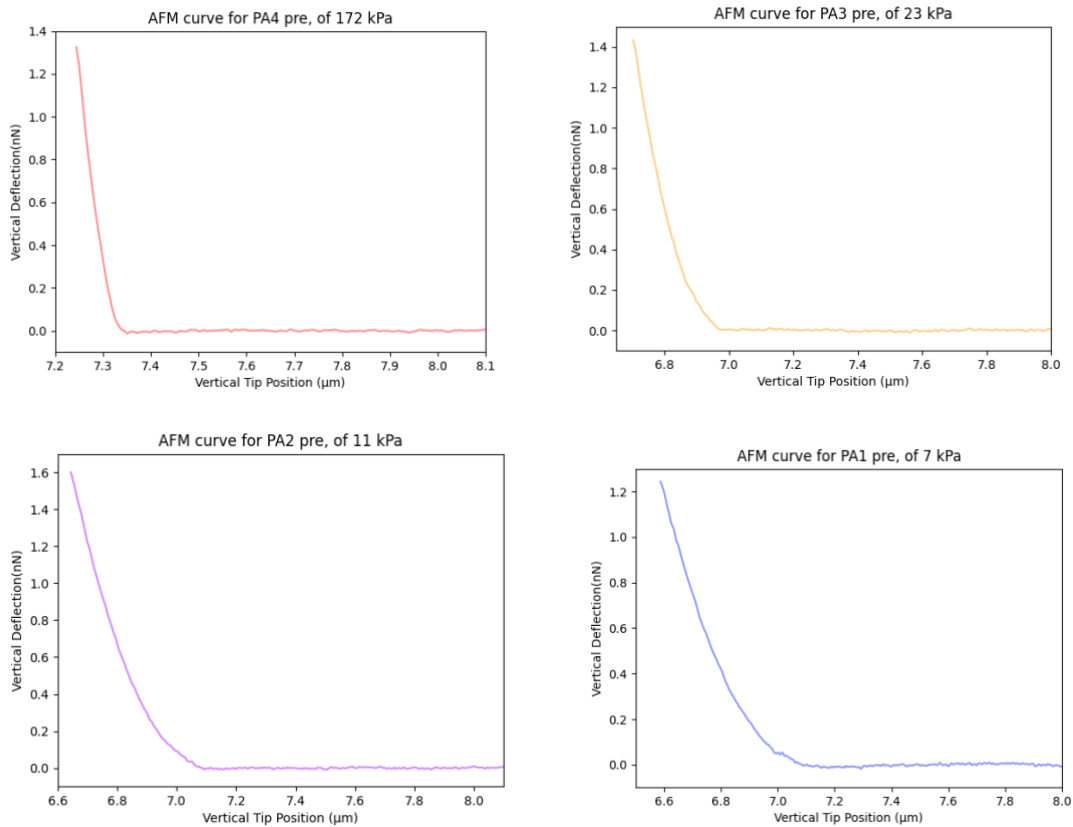 AFM curve for PA4 pre, of 172 kPa
1.4
1.2
1.0
0.8
0.6
0.4
0.2
0.0
Vertical Deflection(nN)
7.2 7.3 7.4 7.5 7.6 7.7 7.8 7.9 8.0 8.1
Vertical Tip Position (µm)
AFM curve for PA3 pre, of 23 kPa
1.4
1.2
1.0
0.8
0.6
0.4
0.2
0.0
Vertical Deflection(nN)
6.8 7.0 7.2 7.4 7.6 7.8 8.0
Vertical Tip Position (µm)
AFM curve for PA2 pre, of 11 kPa
1.6
1.4
1.2
1.0
0.8
0.6
0.4
0.2
0.0
Vertical Deflection(nN)
6.6 6.8 7.0 7.2 7.4 7.6 7.8 8.0
Vertical Tip Position (µm)
AFM curve for PA1 pre, of 7 kPa
1.2
1.0
0.8
0.6
0.4
0.2
0.0
Vertical Deflection(nN)
6.6 6.8 7.0 7.2 7.4 7.6 7.8 8.0
Vertical Tip Position (µm)